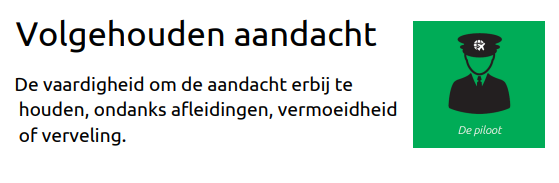 Volgehouden aandacht
De vaardigheid om de aandacht erbij te
houden, ondanks afleidingen, vermoeidheid
of verveling.
De piloot